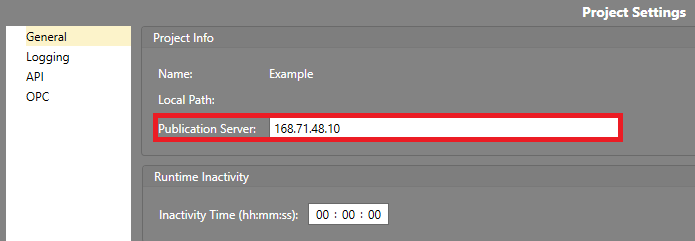 Project Settings
General
Logging
API
OPC
Project Info
Name: Example
Local Path:
Publication Server: 168.71.48.10
Runtime Inactivity
Inactivity Time (hh:mm:ss): 00 : 00 : 00